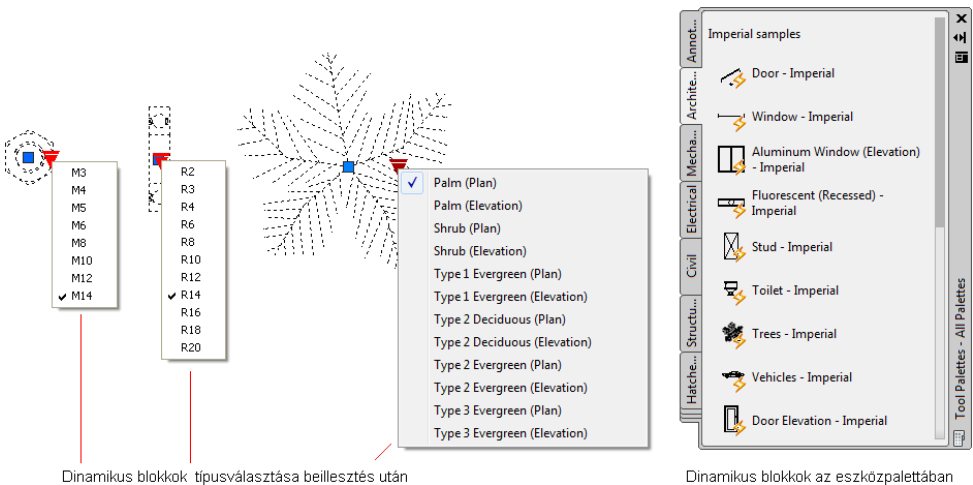 M3
M4
M5
M6
M8
M10
M12
M14
R2
R3
R4
R6
R8
R10
R12
R14
R16
R18
R20
Palm (Plan)
Palm (Elevation)
Shrub (Plan)
Shrub (Elevation)
Type 1 Evergreen (Plan)
Type 1 Evergreen (Elevation)
Type 2 Deciduous (Plan)
Type 2 Deciduous (Elevation)
Type 2 Evergreen (Plan)
Type 2 Evergreen (Elevation)
Type 3 Evergreen (Plan)
Type 3 Evergreen (Elevation)
Dinamikus blokkok típusválasztása beillesztés után
Annot...
Archite...
Mecha...
Electrical
Civil
Structu...
Hatche...
Imperial samples
Door - Imperial
Window - Imperial
Aluminum Window (Elevation)
- Imperial
Fluorescent (Recessed) -
Imperial
Stud - Imperial
Toilet - Imperial
Trees - Imperial
Vehicles - Imperial
Door Elevation - Imperial
Tool Palettes - All Palettes
Dinamikus blokkok az eszközpalettában